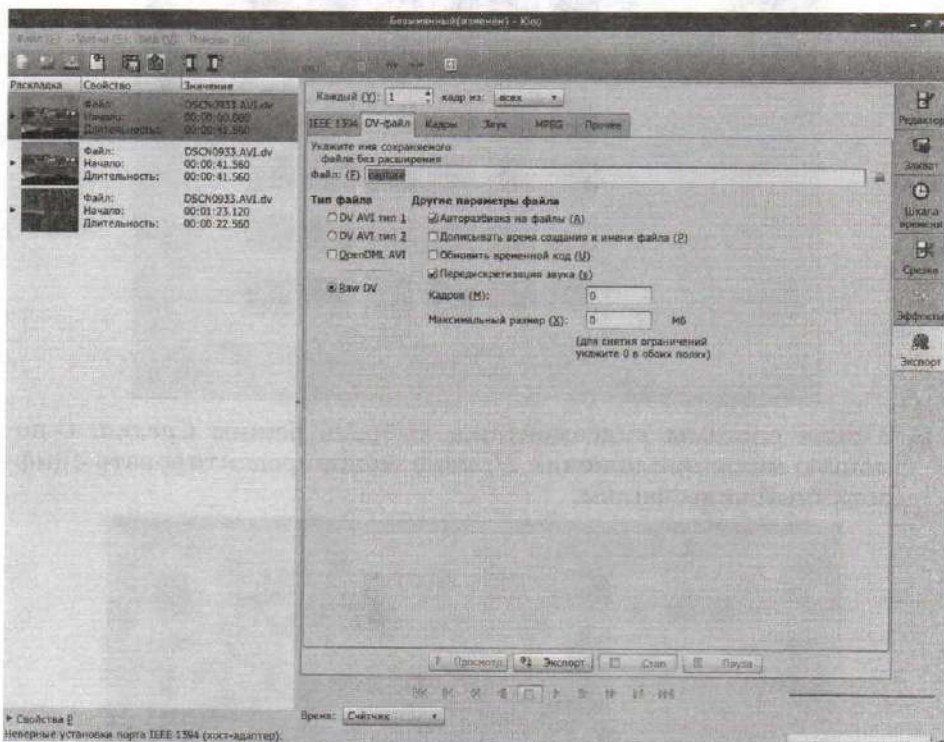 Безымянный(изменён) - Kino
Раскладка Свойство Значение
Файл: DSCN0933.AVI.dv
Начало: 00:00:00.000
Длительность: 00:00:41.560
Файл: DSCN0933.AVI.dv
Начало: 00:00:41.560
Длительность: 00:00:41.560
Файл: DSCN0933.AVI.dv
Начало: 00:01:23.120
Длительность: 00:00:22.560
Каждый (Y): 1 кадр из: всех
IEEE 1394 DV-файл Кадры Звук MPEG Прочее
Укажите имя сохраняемого
файла без расширения
Файл: (F) capture
Тип файла Другие параметры файла
DV AVI тип 1 Авторазбивка на файлы (A)
DV AVI тип 2 Дописывать время создания к имени файла (P)
OpenDML AVI Обновить временной код (U)
Передискретизация звука (s)
Raw DV Кадров (M): 0
Максимальный размер (X): 0 Мб
(для снятия ограничений
укажите 0 в обоих полях)
Редактор
Захват
Шкала
времени
Срезка
Эффекты
Экспорт
Просмотр Экспорт Стоп Пауза
Время: Счётчик
Свойства P
Неверные установки порта IEEE 1394 (хост-адаптер).